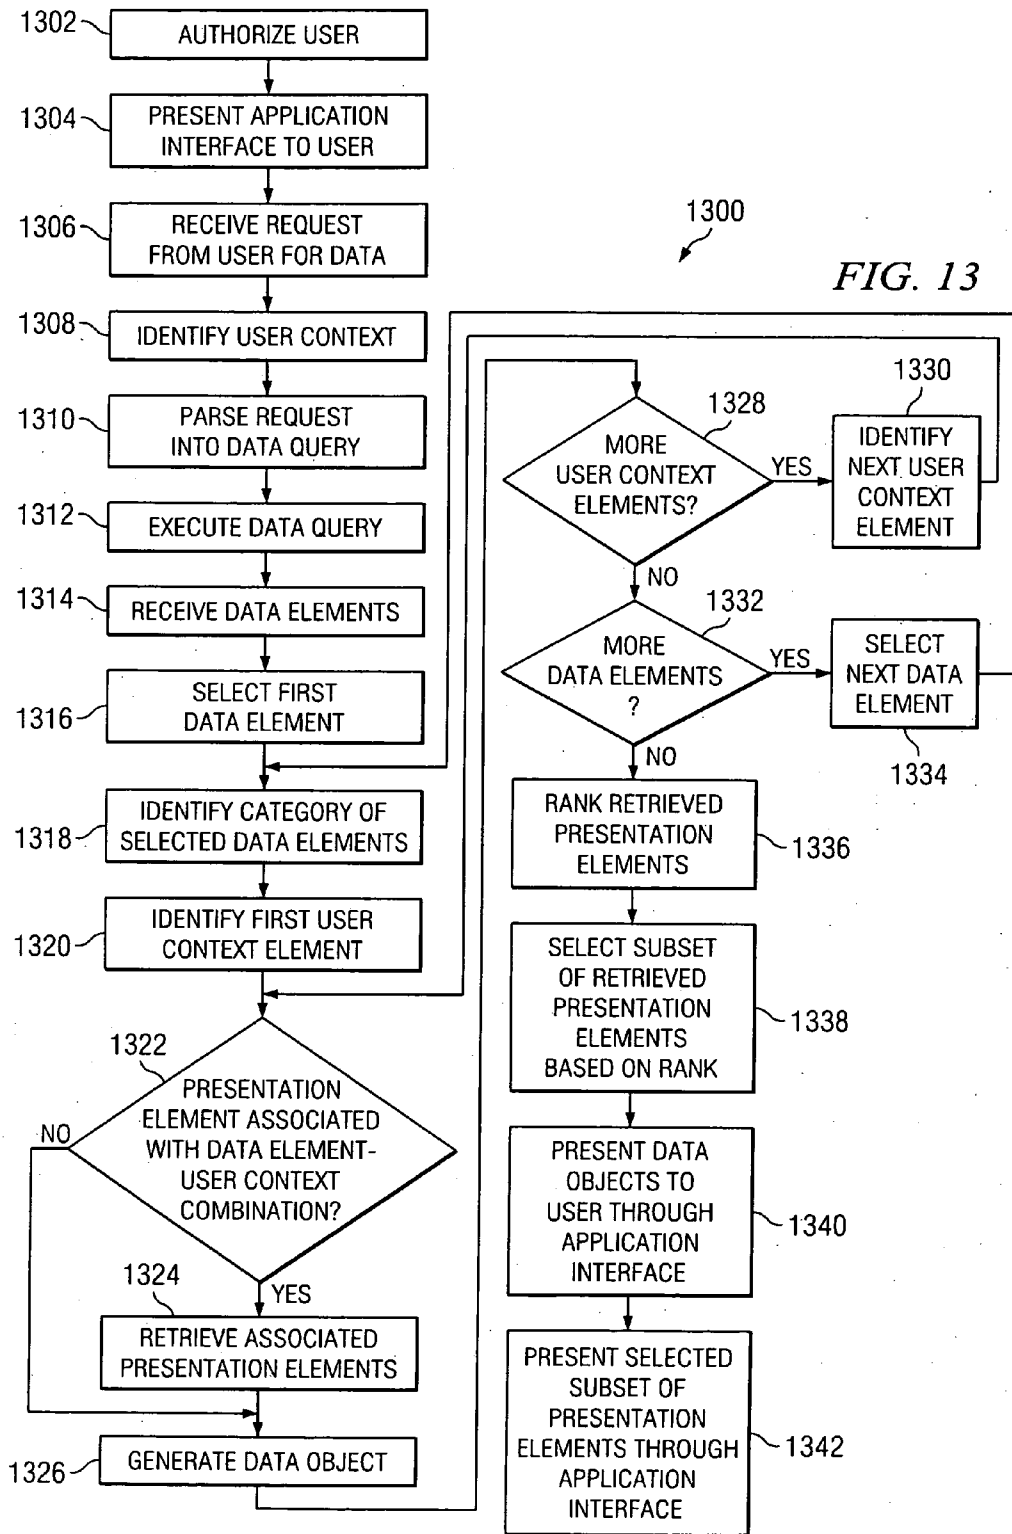 1302
AUTHORIZE USER
1304
PRESENT APPLICATION
INTERFACE TO USER
1306
RECEIVE REQUEST
FROM USER FOR DATA
1308
IDENTIFY USER CONTEXT
1310
PARSE REQUEST
INTO DATA QUERY
1312
EXECUTE DATA QUERY
1314
RECEIVE DATA ELEMENTS
1316
SELECT FIRST
DATA ELEMENT
1318
IDENTIFY CATEGORY OF
SELECTED DATA ELEMENTS
1320
IDENTIFY FIRST USER
CONTEXT ELEMENT
1322
PRESENTATION
ELEMENT ASSOCIATED
WITH DATA ELEMENT-
USER CONTEXT
COMBINATION?
NO
YES
1324
RETRIEVE ASSOCIATED
PRESENTATION ELEMENTS
1326
GENERATE DATA OBJECT
1300
FIG. 13
1328
MORE
USER CONTEXT
ELEMENTS?
YES
1330
IDENTIFY
NEXT USER
CONTEXT
ELEMENT
NO
1332
MORE
DATA ELEMENTS
?
YES
SELECT
NEXT DATA
ELEMENT
1334
NO
RANK RETRIEVED
PRESENTATION
ELEMENTS
1336
SELECT SUBSET
OF RETRIEVED
PRESENTATION
ELEMENTS
BASED ON RANK
1338
PRESENT DATA
OBJECTS TO
USER THROUGH
APPLICATION
INTERFACE
1340
PRESENT SELECTED
SUBSET OF
PRESENTATION
ELEMENTS THROUGH
APPLICATION
INTERFACE
1342